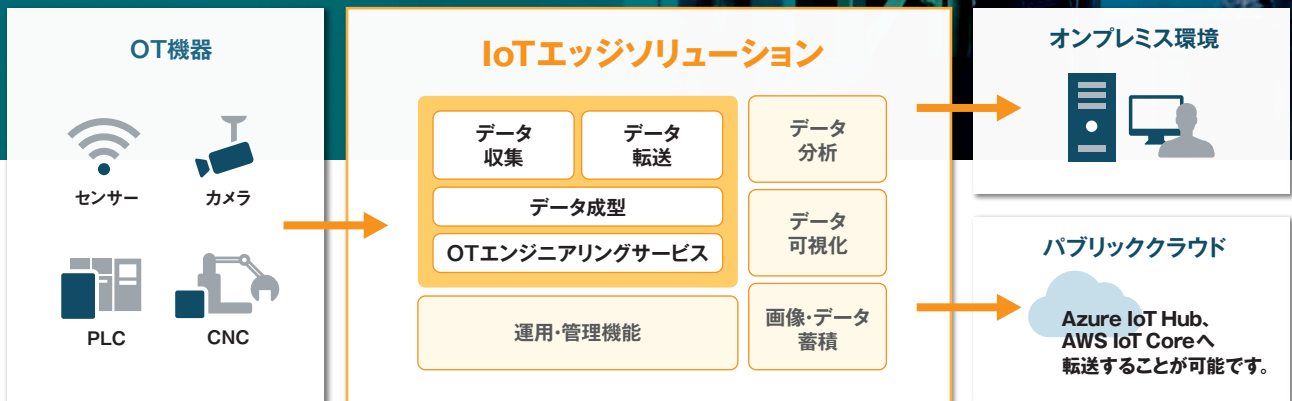 OT機器
センサー
カメラ
PLC
CNC
IoTエッジソリューション
データ
収集
データ
転送
データ成型
OTエンジニアリングサービス
運用・管理機能
データ
分析
データ
可視化
画像・データ
蓄積
オンプレミス環境
パブリッククラウド
Azure IoT Hub、
AWS IoT Coreへ
転送することが可能です。